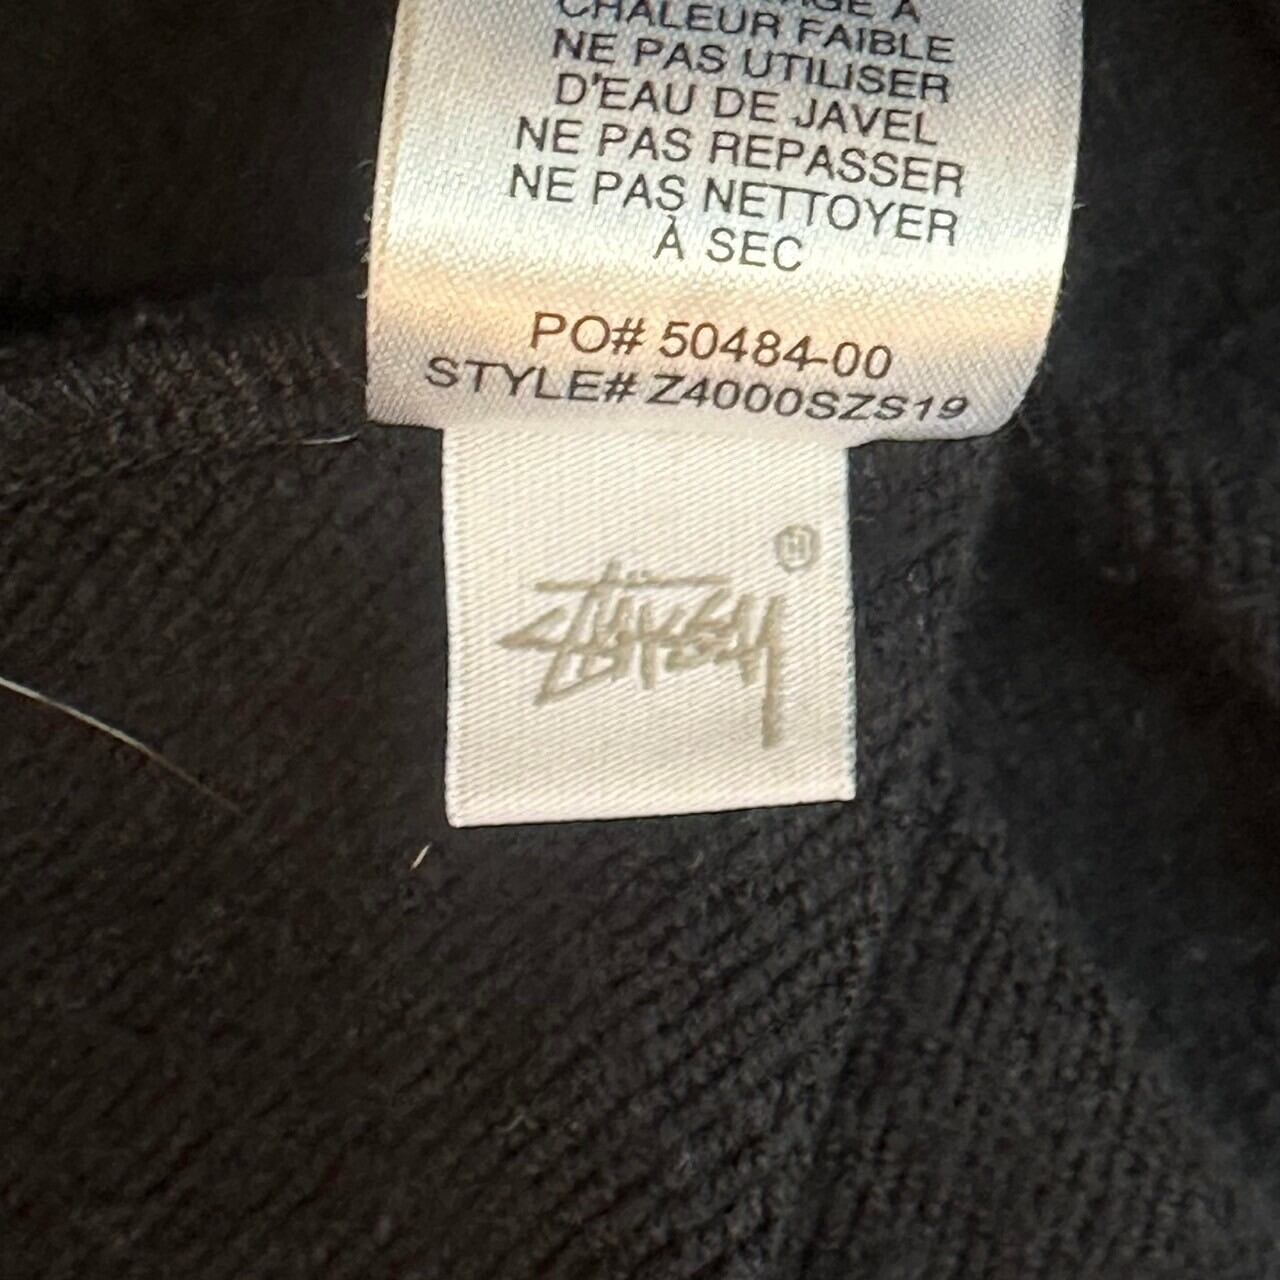 AGE À
CHALEUR FAIBLE
NE PAS UTILISER
D'EAU DE JAVEL
NE PAS REPASSER
NE PAS NETTOYER
À SEC
PO# 50484-00
STYLE# Z4000SZS19
Stüssy